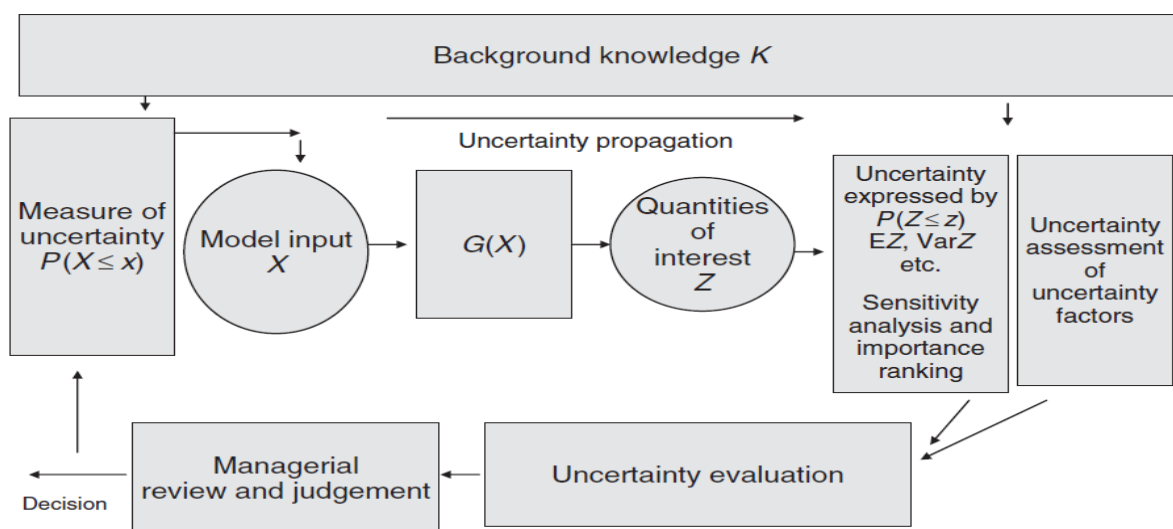 Background knowledge K
Uncertainty propagation
Measure of
uncertainty
P(X ≤ x)
Model input
X
G(X)
Quantities
of
interest
Z
Uncertainty
expressed by
P(Z ≤ z)
EZ, VarZ
etc.
Sensitivity
analysis and
importance
ranking
Uncertainty
assessment
of
uncertainty
factors
Managerial
review and judgement
Uncertainty evaluation
Decision